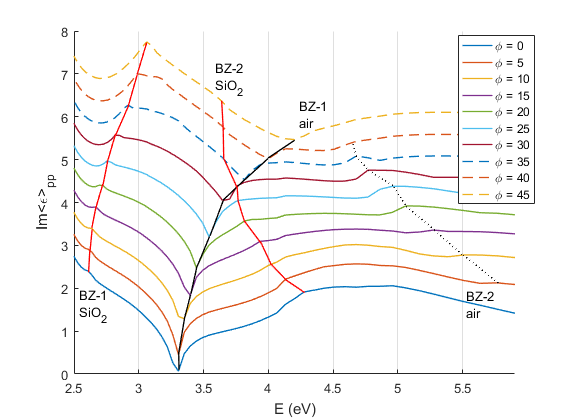 8
7
6
5
4
3
2
1
0
Im<ϵ>pp
2.5
3
3.5
4
4.5
5
5.5
E (eV)
BZ-2
SiO2
BZ-1
air
BZ-1
SiO2
BZ-2
air
ϕ = 0
ϕ = 5
ϕ = 10
ϕ = 15
ϕ = 20
ϕ = 25
ϕ = 30
ϕ = 35
ϕ = 40
ϕ = 45